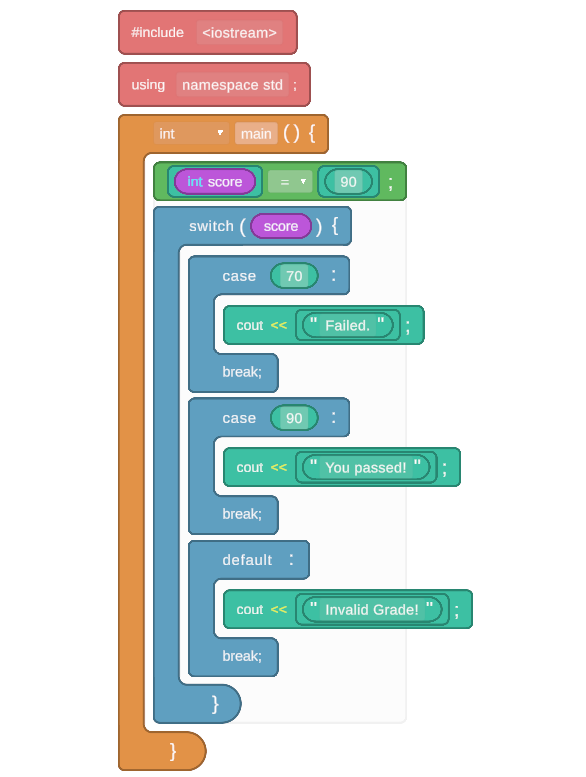 #include <iostream>
using namespace std ;
int main () {
int score = 90 ;
switch ( score ) {
case 70 :
cout << " Failed. " ;
break;
case 90 :
cout << " You passed! " ;
break;
default :
cout << " Invalid Grade! " ;
break;
}
}